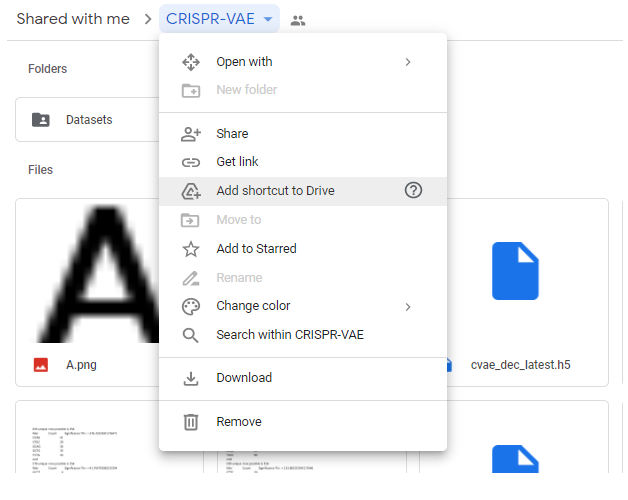 Shared with me > CRISPR-VAE
Folders
Open with
New folder
Datasets
Share
Files
Get link
Add shortcut to Drive
Move to
A
Add to Starred
Rename
Change color
Search within CRISPR-VAE
A.png
cvae_dec_latest.h5
Download
Remove